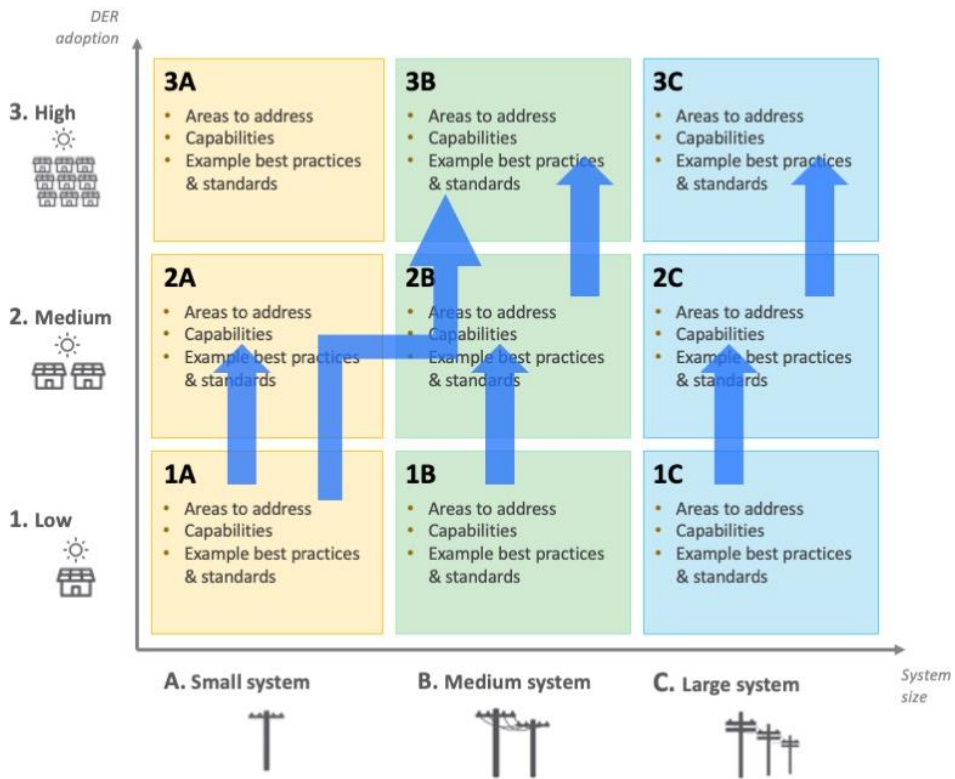 DER
adoption
3. High
3A
• Areas to address
• Capabilities
• Example best practices
& standards
3B
• Areas to address
• Capabilities
• Example best practices
& standards
3C
• Areas to address
• Capabilities
• Example best practices
& standards
2. Medium
2A
• Areas to address
• Capabilities
• Example best practices
& standards
2B
• Areas to address
• Capabilities
• Example best practices
& standards
2C
• Areas to address
• Capabilities
• Example best practices
& standards
1. Low
1A
• Areas to address
• Capabilities
• Example best practices
& standards
1B
• Areas to address
• Capabilities
• Example best practices
& standards
1C
• Areas to address
• Capabilities
• Example best practices
& standards
A. Small system
B. Medium system
C. Large system
System
size